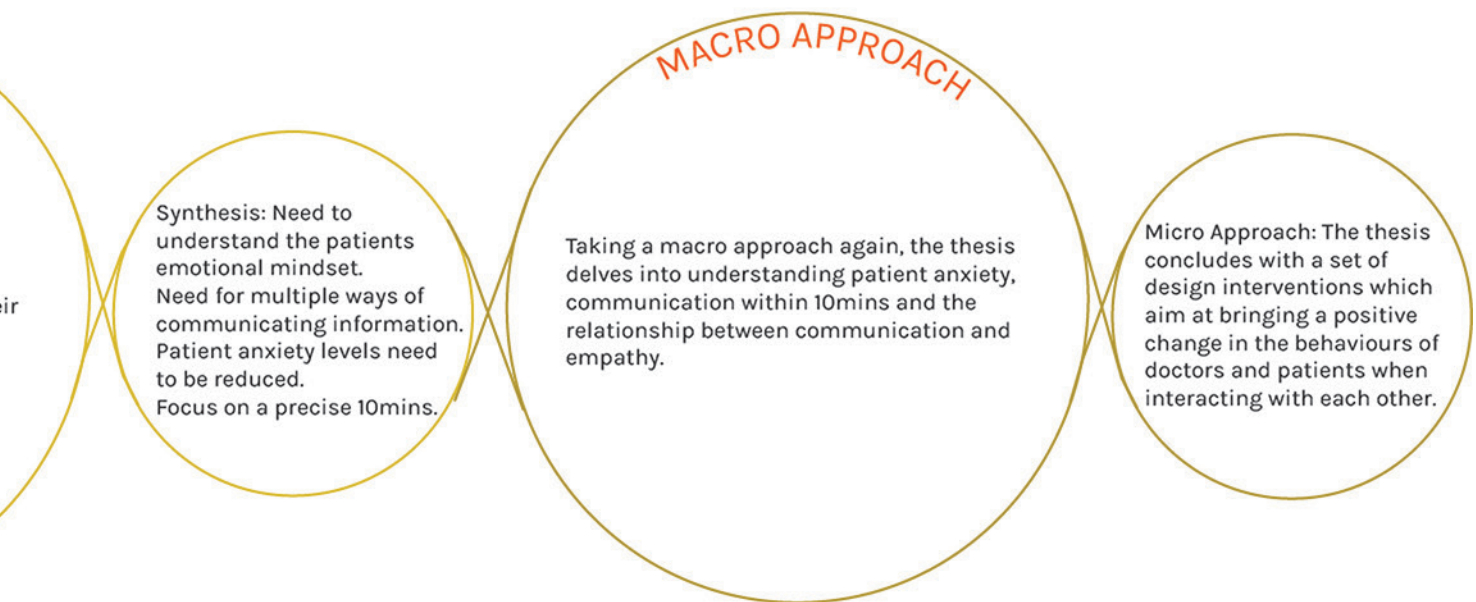 eir
Synthesis: Need to
understand the patients
emotional mindset.
Need for multiple ways of
communicating information.
Patient anxiety levels need
to be reduced.
Focus on a precise 10mins.
MACRO APPROACH
Taking a macro approach again, the thesis
delves into understanding patient anxiety,
communication within 10mins and the
relationship between communication and
empathy.
Micro Approach: The thesis
concludes with a set of
design interventions which
aim at bringing a positive
change in the behaviours of
doctors and patients when
interacting with each other.